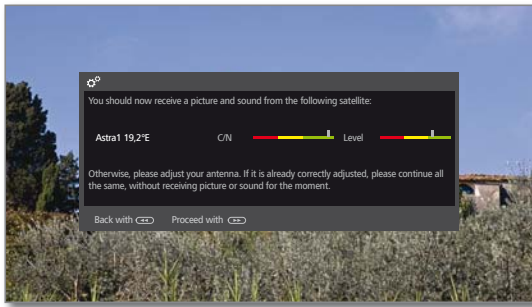 You should now receive a picture and sound from the following satellite:
Astra1 19,2°E C/N Level
Otherwise, please adjust your antenna. If it is already correctly adjusted, please continue all
the same, without receiving picture or sound for the moment.
Back with Proceed with